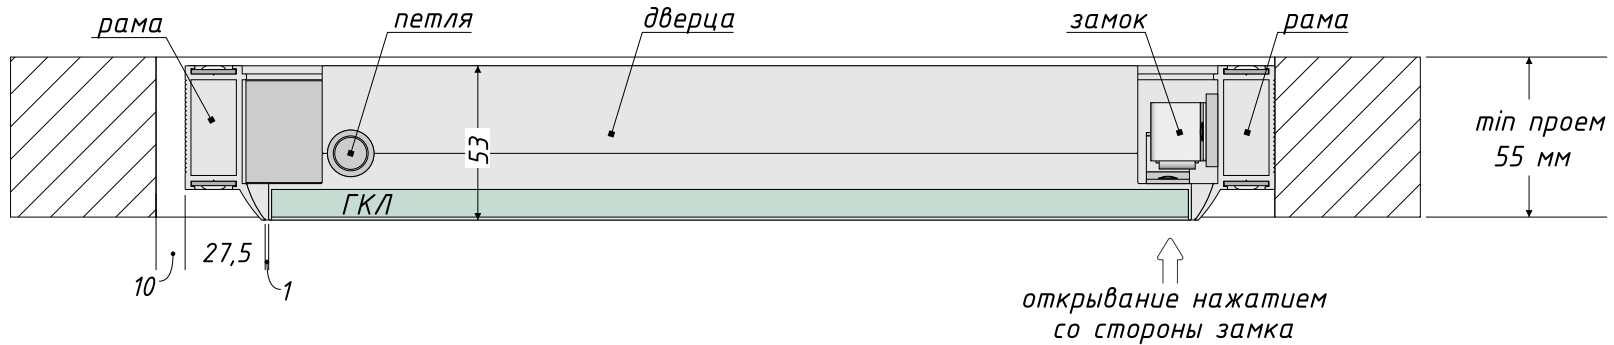 рама
петля
дверца
замок
рама
53
min проем
55 мм
ГКЛ
27,5
10
1
открывание нажатием
со стороны замка